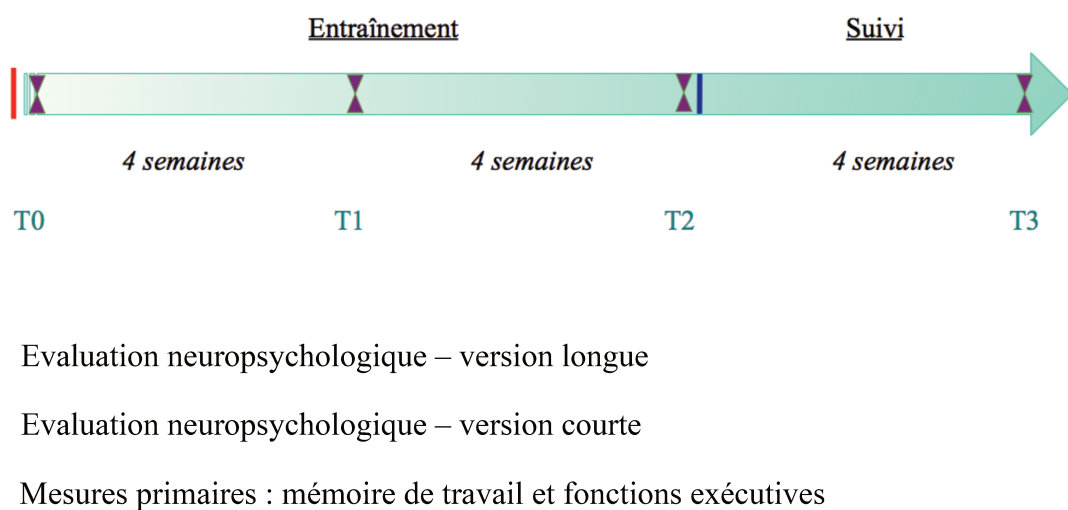 Entraînement Suivi
4 semaines 4 semaines 4 semaines
T0 T1 T2 T3
Evaluation neuropsychologique – version longue
Evaluation neuropsychologique – version courte
Mesures primaires : mémoire de travail et fonctions exécutives